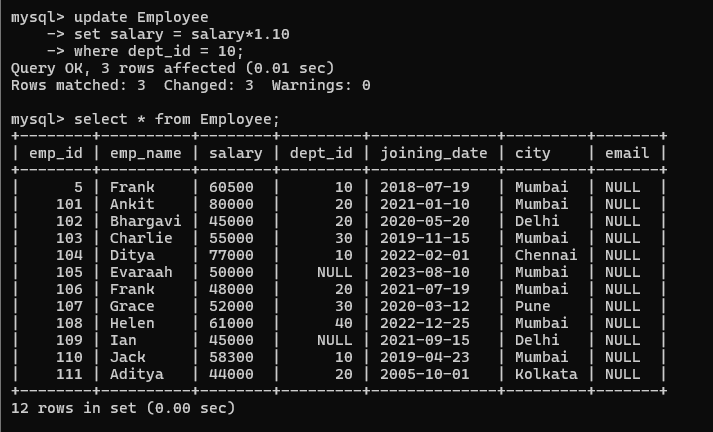 mysql> update Employee
    -> set salary = salary*1.10
    -> where dept_id = 10;
Query OK, 3 rows affected (0.01 sec)
Rows matched: 3  Changed: 3  Warnings: 0

mysql> select * from Employee;
+--------+----------+--------+---------+--------------+---------+-------+
| emp_id | emp_name | salary | dept_id | joining_date | city    | email |
+--------+----------+--------+---------+--------------+---------+-------+
|      5 | Frank    | 60500  |      10 | 2018-07-19   | Mumbai  | NULL  |
|    101 | Ankit    | 80000  |      20 | 2021-01-10   | Mumbai  | NULL  |
|    102 | Bhargavi | 45000  |      20 | 2020-05-20   | Delhi   | NULL  |
|    103 | Charlie  | 55000  |      30 | 2019-11-15   | Mumbai  | NULL  |
|    104 | Ditya    | 77000  |      10 | 2022-02-01   | Chennai | NULL  |
|    105 | Evaraah  | 50000  |    NULL | 2023-08-10   | Mumbai  | NULL  |
|    106 | Frank    | 48000  |      20 | 2021-07-19   | Mumbai  | NULL  |
|    107 | Grace    | 52000  |      30 | 2020-03-12   | Pune    | NULL  |
|    108 | Helen    | 61000  |      40 | 2022-12-25   | Mumbai  | NULL  |
|    109 | Ian      | 45000  |    NULL | 2021-09-15   | Delhi   | NULL  |
|    110 | Jack     | 58300  |      10 | 2019-04-23   | Mumbai  | NULL  |
|    111 | Aditya   | 44000  |      20 | 2005-10-01   | Kolkata | NULL  |
+--------+----------+--------+---------+--------------+---------+-------+
12 rows in set (0.00 sec)